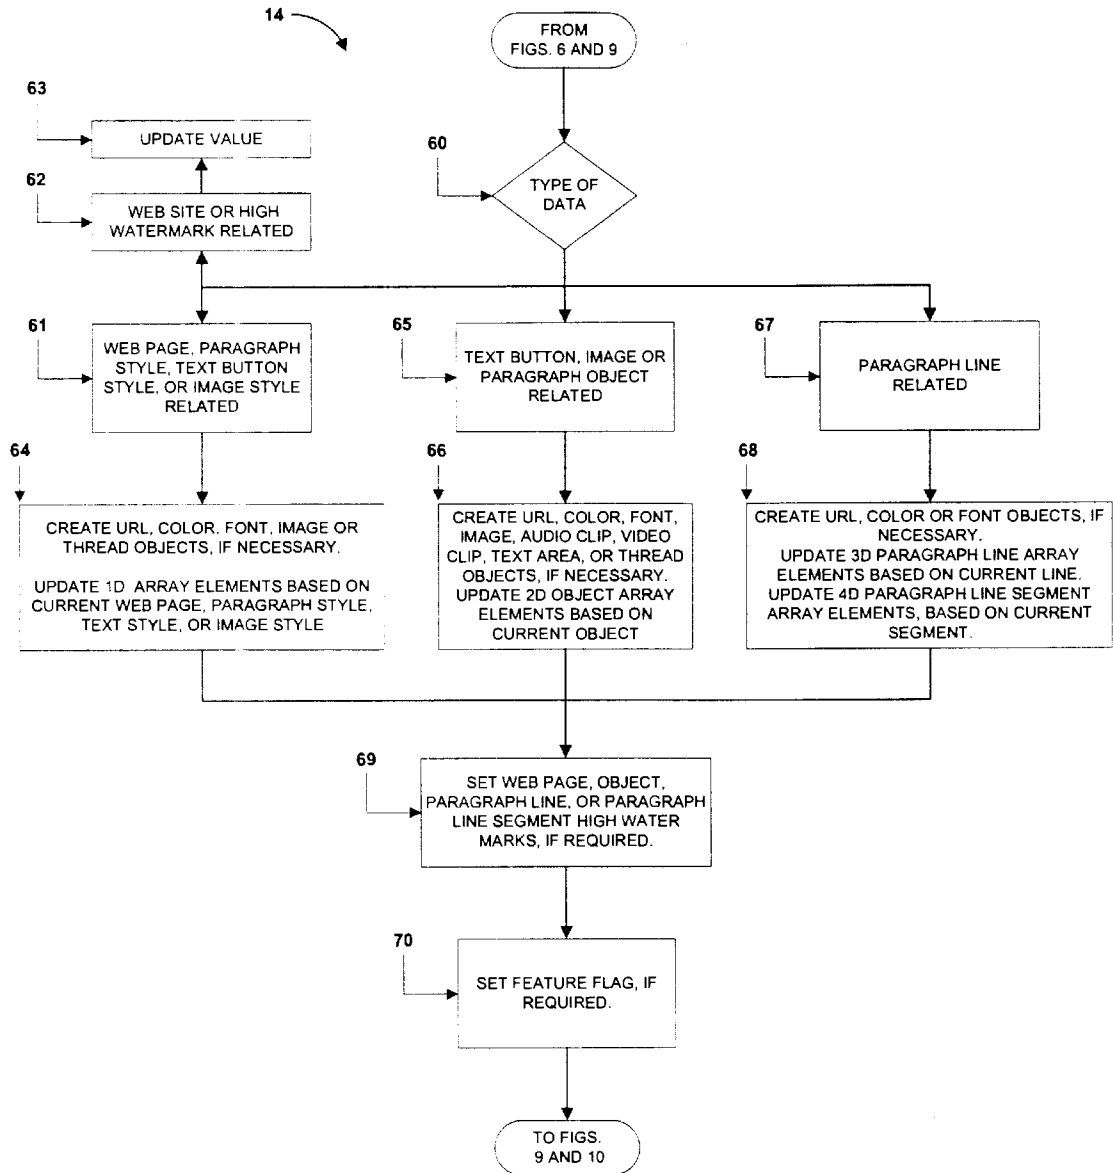 14
FROM
FIGS. 6 AND 9
63
UPDATE VALUE
62
WEB SITE OR HIGH
WATERMARK RELATED
60
TYPE OF
DATA
61
WEB PAGE, PARAGRAPH
STYLE, TEXT BUTTON
STYLE, OR IMAGE STYLE
RELATED
65
TEXT BUTTON, IMAGE OR
PARAGRAPH OBJECT
RELATED
67
PARAGRAPH LINE
RELATED
64
CREATE URL, COLOR, FONT, IMAGE OR
THREAD OBJECTS, IF NECESSARY.
UPDATE 1D ARRAY ELEMENTS BASED ON
CURRENT WEB PAGE, PARAGRAPH STYLE,
TEXT STYLE, OR IMAGE STYLE
66
CREATE URL, COLOR, FONT,
IMAGE, AUDIO CLIP, VIDEO
CLIP, TEXT AREA, OR THREAD
OBJECTS, IF NECESSARY.
UPDATE 2D OBJECT ARRAY
ELEMENTS BASED ON
CURRENT OBJECT
68
CREATE URL, COLOR OR FONT OBJECTS, IF
NECESSARY.
UPDATE 3D PARAGRAPH LINE ARRAY
ELEMENTS BASED ON CURRENT LINE.
UPDATE 4D PARAGRAPH LINE SEGMENT
ARRAY ELEMENTS, BASED ON CURRENT
SEGMENT.
69
SET WEB PAGE, OBJECT,
PARAGRAPH LINE, OR PARAGRAPH
LINE SEGMENT HIGH WATER
MARKS, IF REQUIRED.
70
SET FEATURE FLAG, IF
REQUIRED.
TO FIGS.
9 AND 10